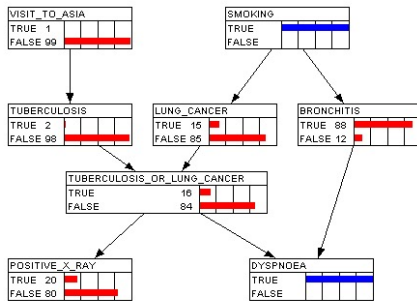 VISIT_TO_ASIA
TRUE 1
FALSE 99
SMOKING
TRUE
FALSE
TUBERCULOSIS
TRUE 2
FALSE 98
LUNG_CANCER
TRUE 15
FALSE 85
BRONCHITIS
TRUE 88
FALSE 12
TUBERCULOSIS_OR_LUNG_CANCER
TRUE 16
FALSE 84
POSITIVE_X_RAY
TRUE 20
FALSE 80
DYSPNOEA
TRUE
FALSE